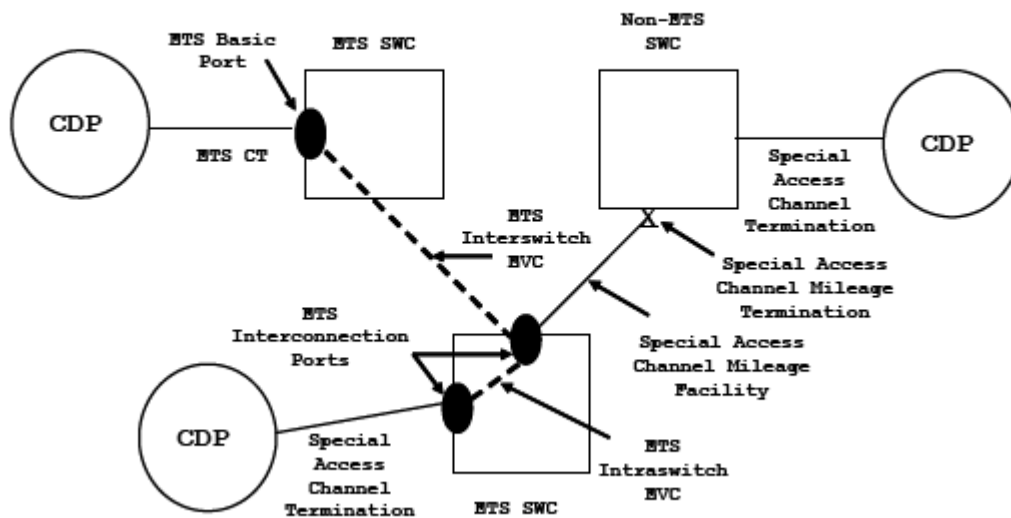 ETS Basic
Port
ETS SWC
Non-ETS
SWC
CDP
ETS CT
Special
Access
Channel
Termination
CDP
ETS
Interswitch
EVC
X
Special Access
Channel Mileage
Termination
ETS
Interconnection
Ports
Special Access
Channel Mileage
Facility
CDP
Special
Access
Channel
Termination
ETS
Intraswitch
EVC
ETS SWC